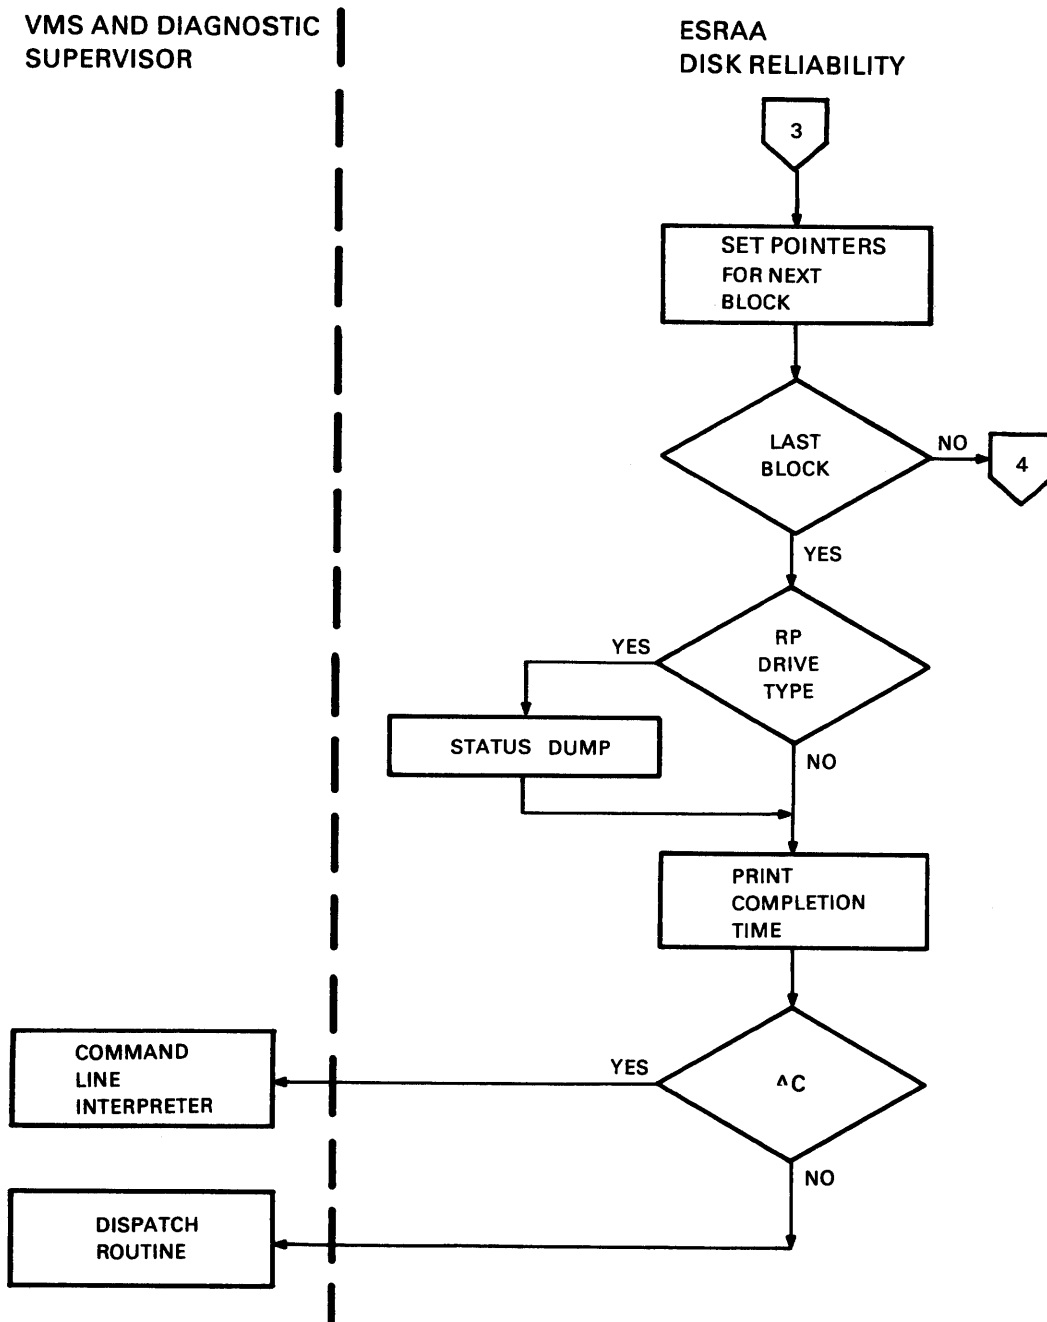 VMS AND DIAGNOSTIC
SUPERVISOR
ESRAA
DISK RELIABILITY
3
SET POINTERS
FOR NEXT
BLOCK
LAST
BLOCK
NO
4
YES
RP
DRIVE
TYPE
YES
STATUS DUMP
NO
PRINT
COMPLETION
TIME
COMMAND
LINE
INTERPRETER
YES
^C
NO
DISPATCH
ROUTINE